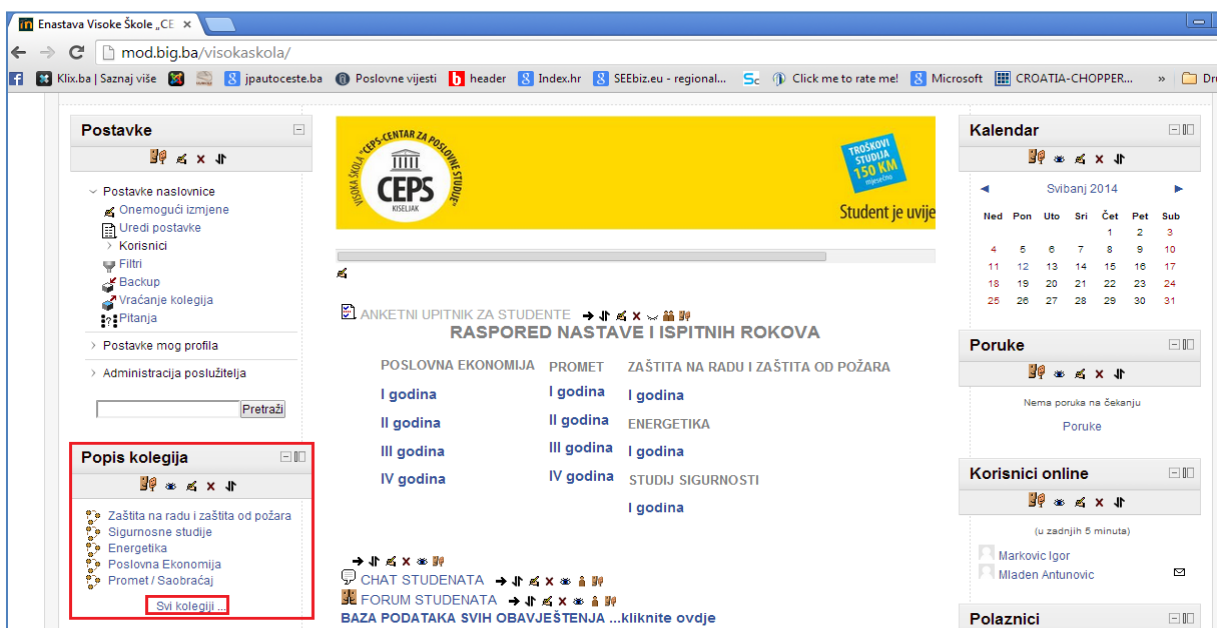 Enastava Visoke Škole „CE
mod.big.ba/visokaskola/
Klix.ba | Saznaj više
jpautoceste.ba
Poslovne vijesti
header
Index.hr
SEEbiz.eu - regional...
Click me to rate me!
Microsoft
CROATIA-CHOPPER...
»
Dr
Postavke
Postavke naslovnice
Onemogući izmjene
Uredi postavke
Korisnici
Filtri
Backup
Vraćanje kolegija
Pitanja
Postavke mog profila
Administracija poslužitelja
Pretraži
Popis kolegija
Zaštita na radu i zaštita od požara
Sigurnosne studije
Energetika
Poslovna Ekonomija
Promet / Saobraćaj
Svi kolegiji ...
VISOKA ŠKOLA "CEPS-CENTAR ZA POSLOVNE STUDIJE"
CEPS
KISELJAK
TROŠKOVI
STUDIJA
150 KM
mjesečno
Student je uvije
ANKETNI UPITNIK ZA STUDENTE
RASPORED NASTAVE I ISPITNIH ROKOVA
POSLOVNA EKONOMIJA
I godina
II godina
III godina
IV godina
PROMET
I godina
II godina
III godina
IV godina
ZAŠTITA NA RADU I ZAŠTITA OD POŽARA
I godina
ENERGETIKA
I godina
STUDIJ SIGURNOSTI
I godina
CHAT STUDENATA
FORUM STUDENATA
BAZA PODATAKA SVIH OBAVJEŠTENJA ...kliknite ovdje
Kalendar
Svibanj 2014
Ned Pon Uto Sri Čet Pet Sub
1 2 3
4 5 6 7 8 9 10
11 12 13 14 15 16 17
18 19 20 21 22 23 24
25 26 27 28 29 30 31
Poruke
Nema poruka na čekanju
Poruke
Korisnici online
(u zadnjih 5 minuta)
Markovic Igor
Mladen Antunovic
Polaznici